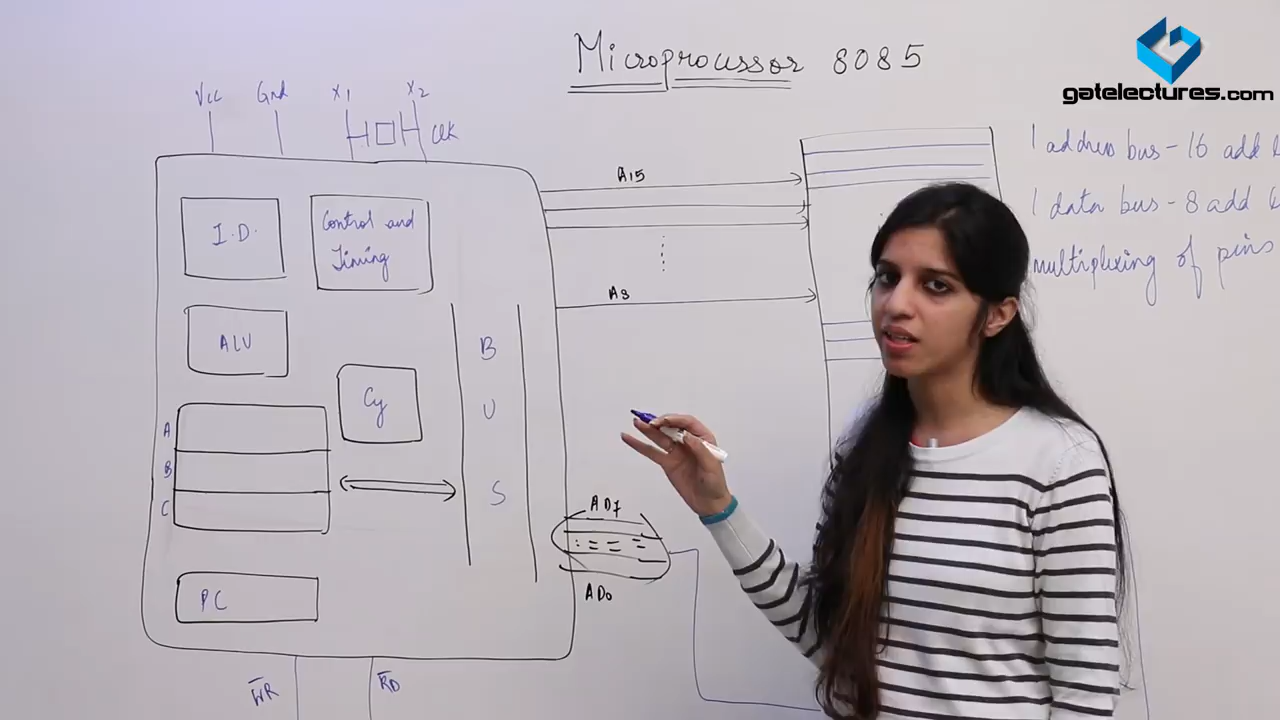 Microprocessor 8085
gatelectures.com
Vcc
Gnd
X1
X2
CLK
1 address bus - 16 add
1 data bus - 8 add
multiplexing of pins
I.D.
Control and
Timing
A15
A8
ALU
Cy
B
U
S
A
B
C
PC
AD7
AD0
WR
RD